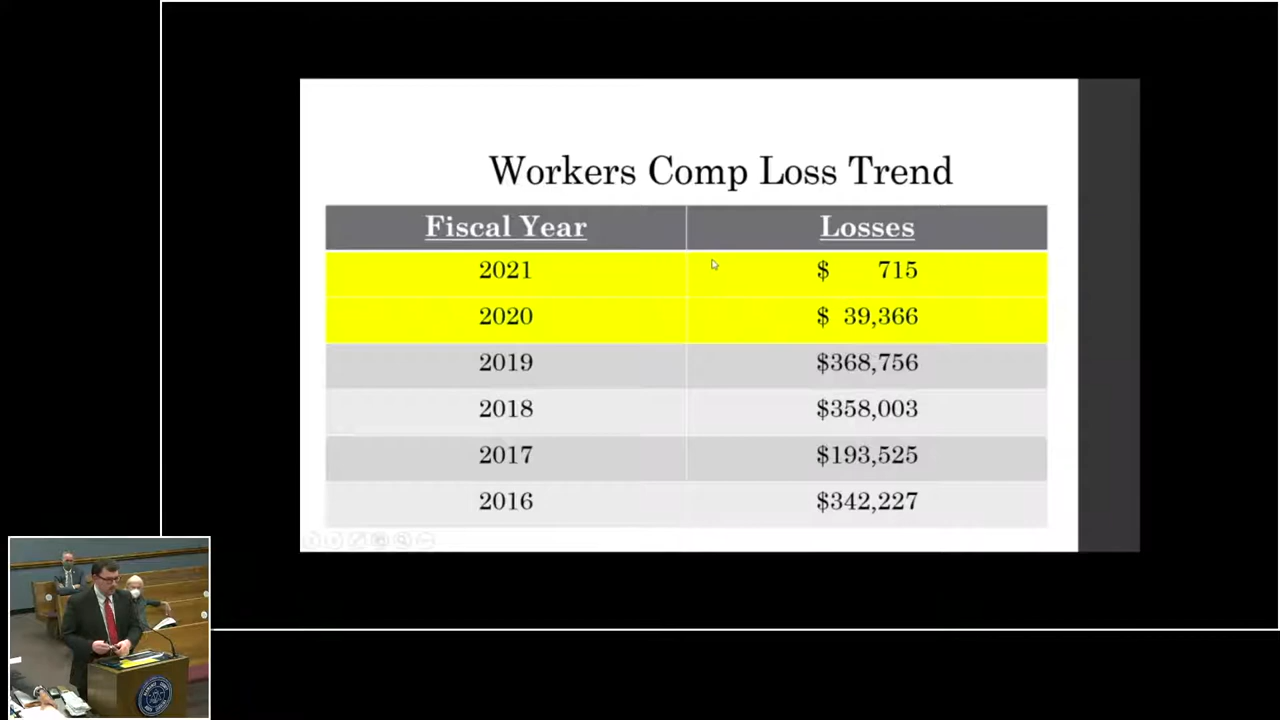 Workers Comp Loss Trend
Fiscal Year Losses
2021 $ 715
2020 $ 39,366
2019 $368,756
2018 $358,003
2017 $193,525
2016 $342,227